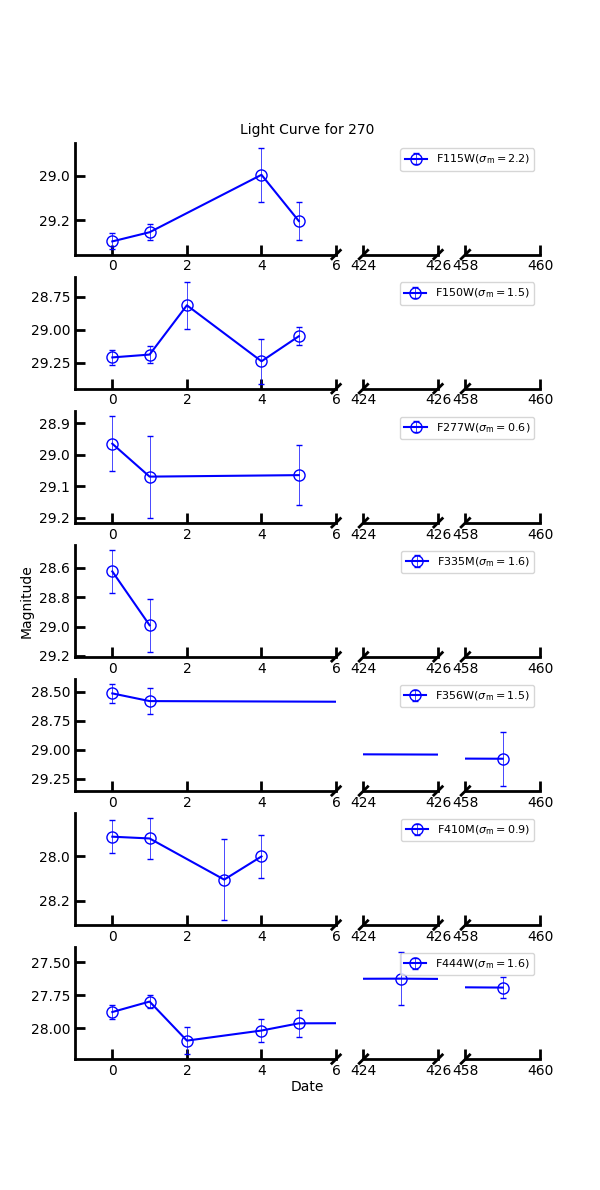 Light Curve for 270
F115W(σm = 2.2)
29.0
29.2
0 2 4 6 424 426 458 460
F150W(σm = 1.5)
28.75
29.00
29.25
0 2 4 6 424 426 458 460
F277W(σm = 0.6)
28.9
29.0
29.1
29.2
0 2 4 6 424 426 458 460
F335M(σm = 1.6)
28.6
28.8
29.0
29.2
0 2 4 6 424 426 458 460
Magnitude
F356W(σm = 1.5)
28.50
28.75
29.00
29.25
0 2 4 6 424 426 458 460
F410M(σm = 0.9)
28.0
28.2
0 2 4 6 424 426 458 460
F444W(σm = 1.6)
27.50
27.75
28.00
0 2 4 6 424 426 458 460
Date